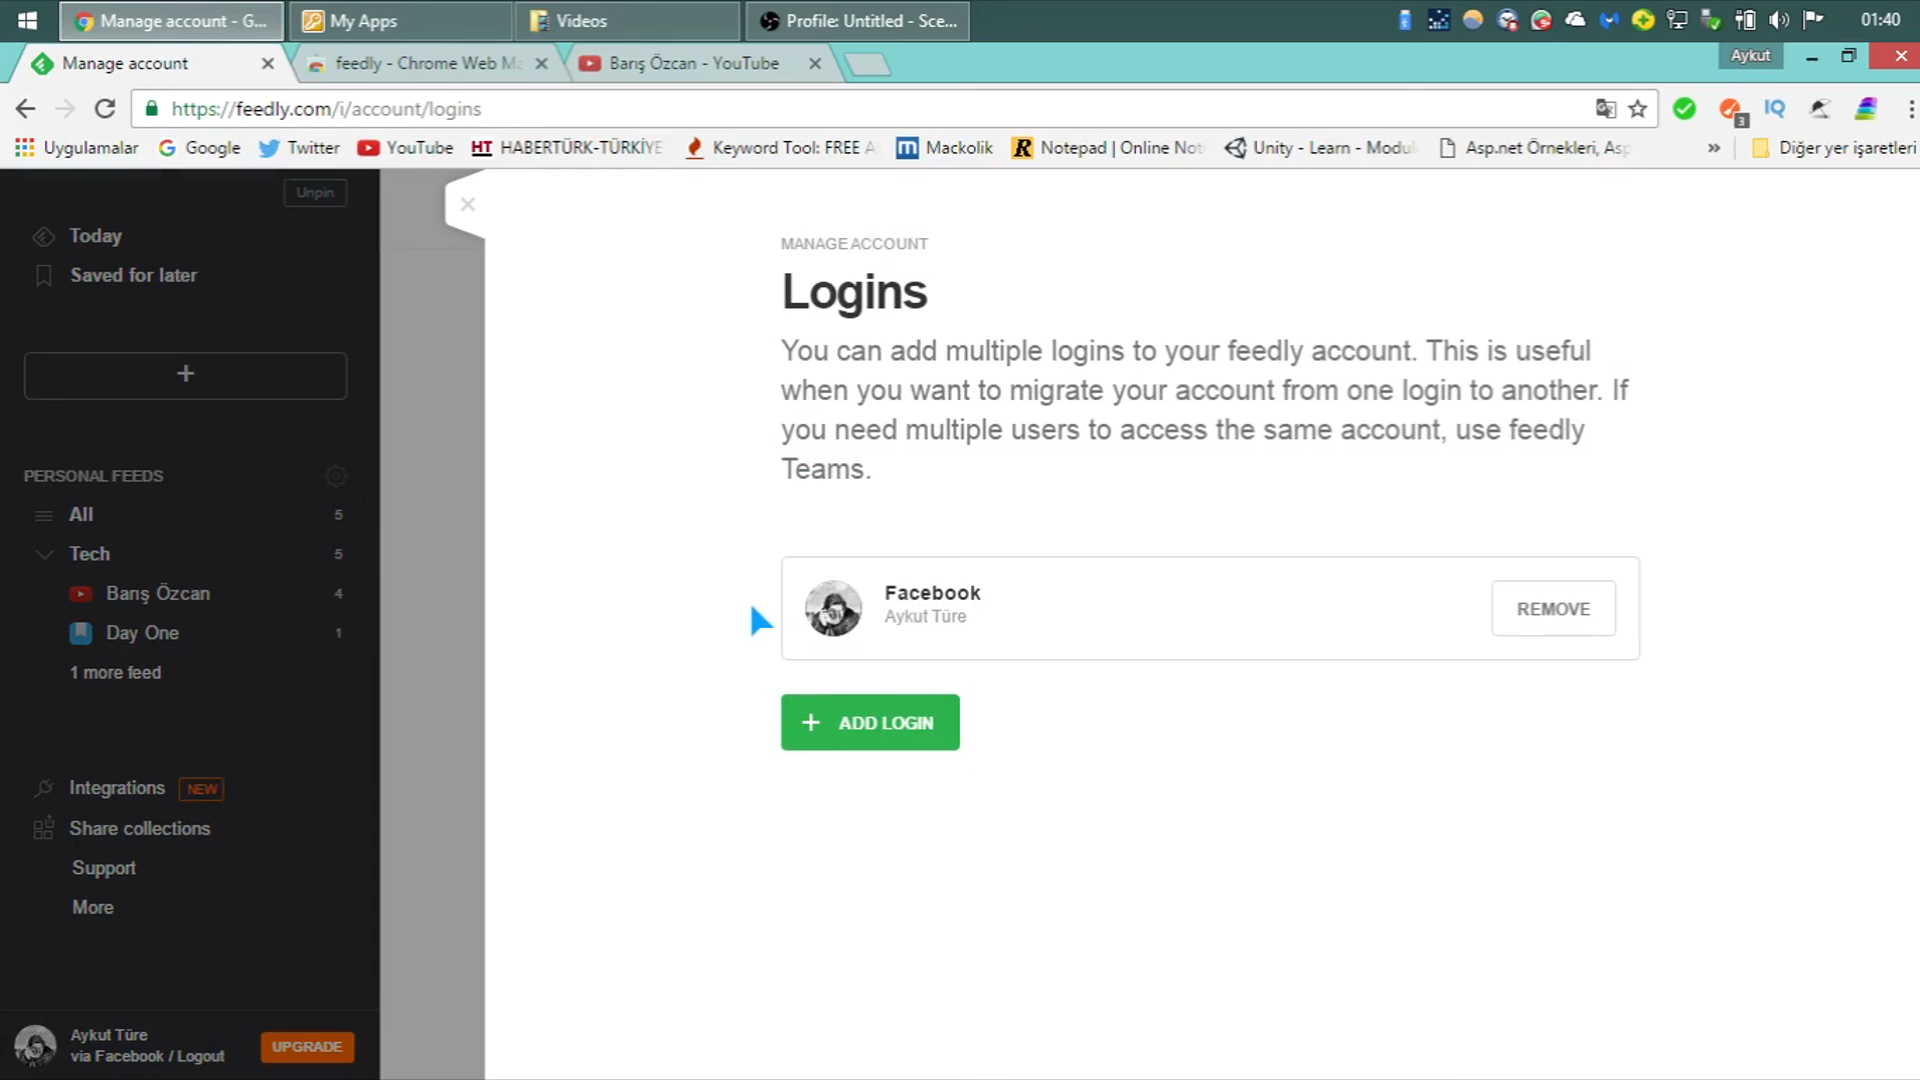 Manage account - G...
My Apps
Videos
Profile: Untitled - Sce...
01:40
Manage account
feedly - Chrome Web Ma
Barış Özcan - YouTube
Aykut
https://feedly.com/i/account/logins
3
IQ
Uygulamalar
Google
Twitter
YouTube
HT HABERTÜRK-TÜRKİYE
Keyword Tool: FREE A
m Mackolik
R Notepad | Online Not
Unity - Learn - Modul
Asp.net Örnekleri, Asp
»
Diğer yer işaretleri
Unpin
Today
Saved for later
+
PERSONAL FEEDS
All 5
Tech 5
Barış Özcan 4
Day One 1
1 more feed
Integrations NEW
Share collections
Support
More
Aykut Türe
via Facebook / Logout
UPGRADE
MANAGE ACCOUNT
Logins
You can add multiple logins to your feedly account. This is useful
when you want to migrate your account from one login to another. If
you need multiple users to access the same account, use feedly
Teams.
Facebook
Aykut Türe
REMOVE
+ ADD LOGIN